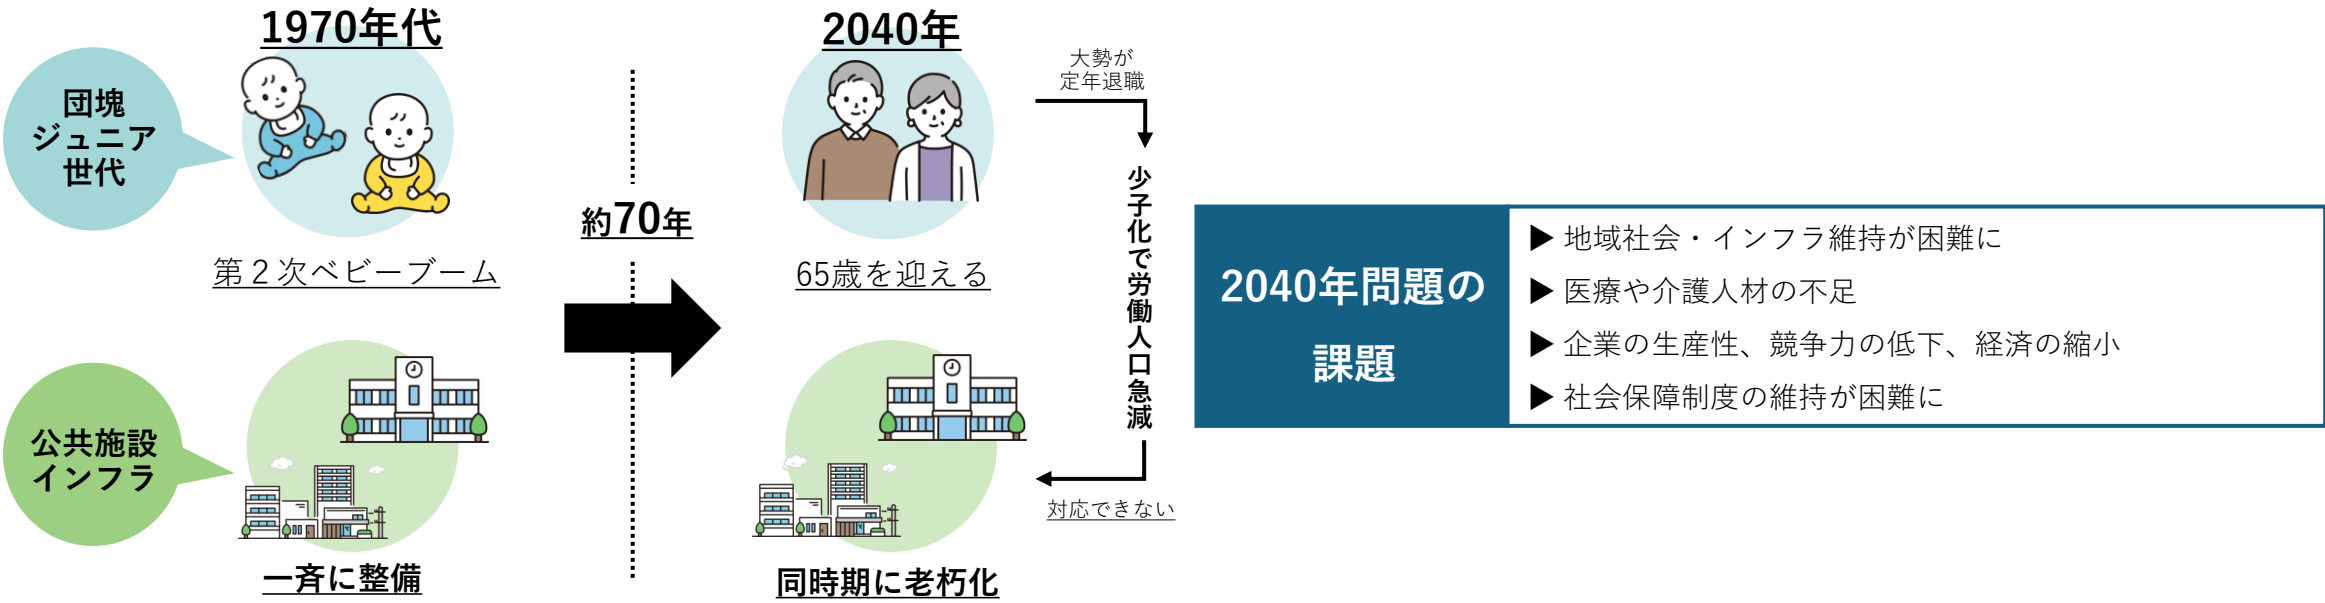 1970年代
2040年
団塊
ジュニア
世代
大勢が
定年退職
約70年
第２次ベビーブーム
65歳を迎える
少子化で労働人口急減
公共施設
インフラ
対応できない
一斉に整備
同時期に老朽化
2040年問題の
課題
▶ 地域社会・インフラ維持が困難に
▶ 医療や介護人材の不足
▶ 企業の生産性、競争力の低下、経済の縮小
▶ 社会保障制度の維持が困難に